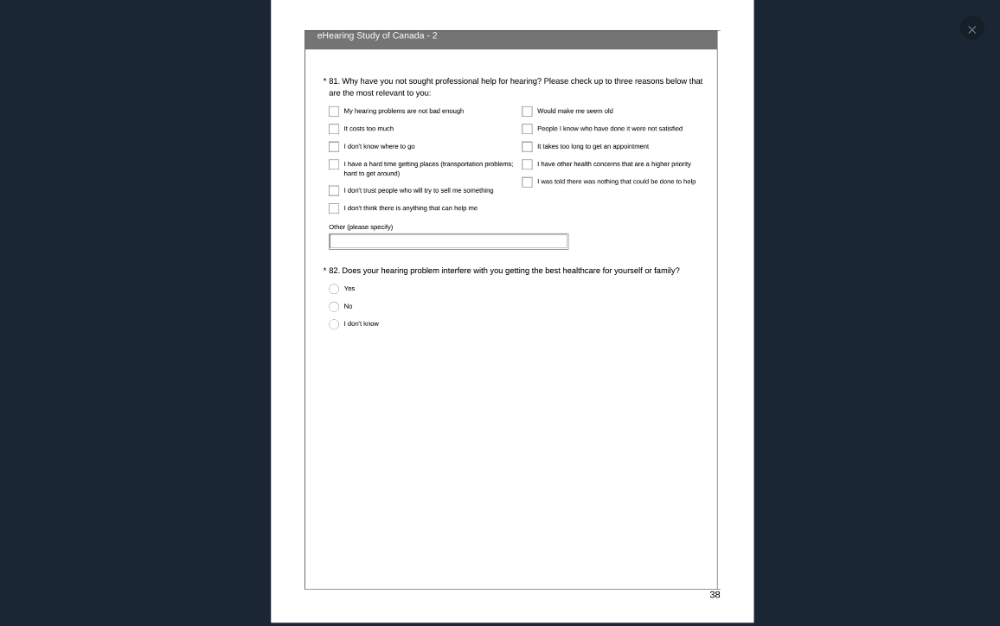 eHearing Study of Canada - 2
* 81. Why have you not sought professional help for hearing? Please check up to three reasons below that
are the most relevant to you:
My hearing problems are not bad enough
It costs too much
I don't know where to go
I have a hard time getting places (transportation problems;
hard to get around)
I don't trust people who will try to sell me something
I don't think there is anything that can help me
Would make me seem old
People I know who have done it were not satisfied
It takes too long to get an appointment
I have other health concerns that are a higher priority
I was told there was nothing that could be done to help
Other (please specify)
* 82. Does your hearing problem interfere with you getting the best healthcare for yourself or family?
Yes
No
I don't know
38